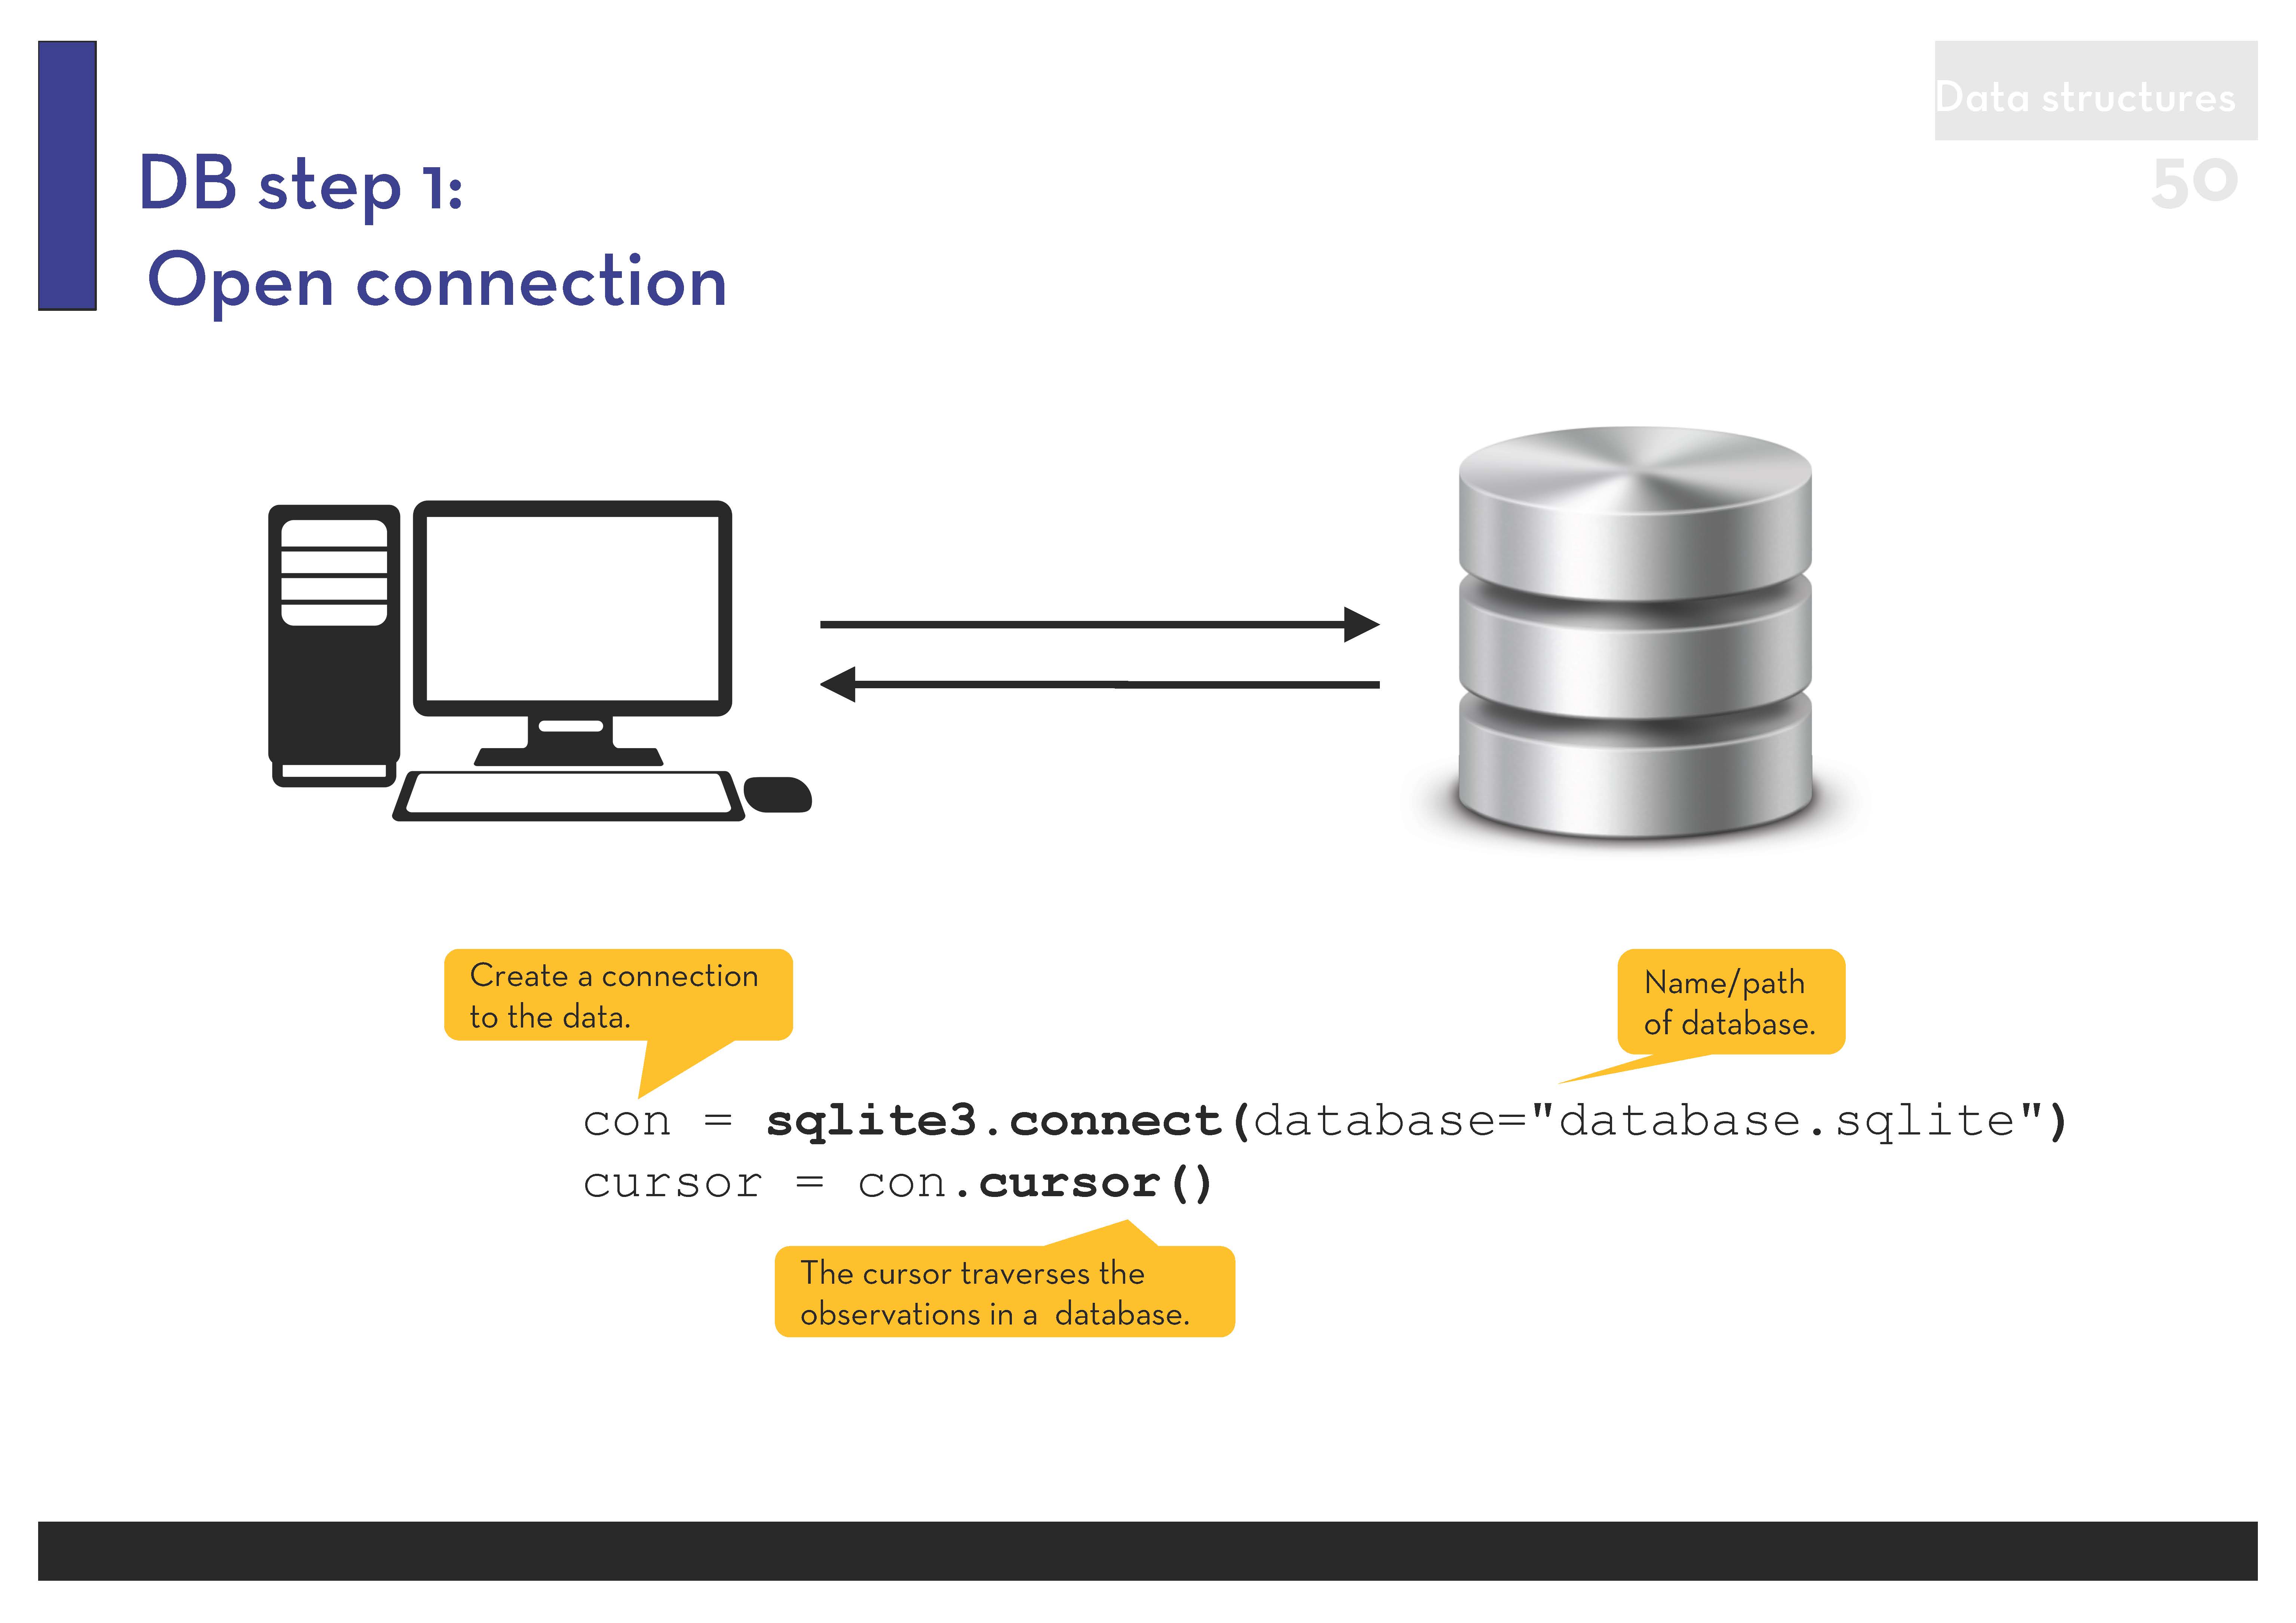 Data structures
50
DB step 1:
Open connection
Create a connection
to the data.
Name/path
of database.
con = sqlite3.connect(database="database.sqlite")
cursor = con.cursor()
The cursor traverses the
observations in a  database.